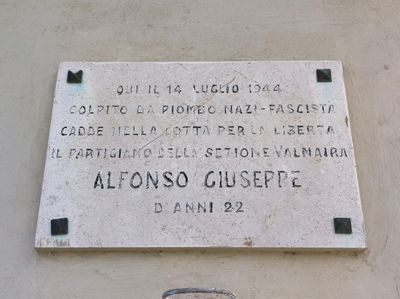 QUI IL 14 LUGLIO 1944
COLPITO DA PIOMBO NAZI-FASCISTA
CADDE NELLA LOTTA PER LA LIBERTA
IL PARTIGIANO DELLA SEZIONE VALMAIRA
ALFONSO GIUSEPPE
D'ANNI 22